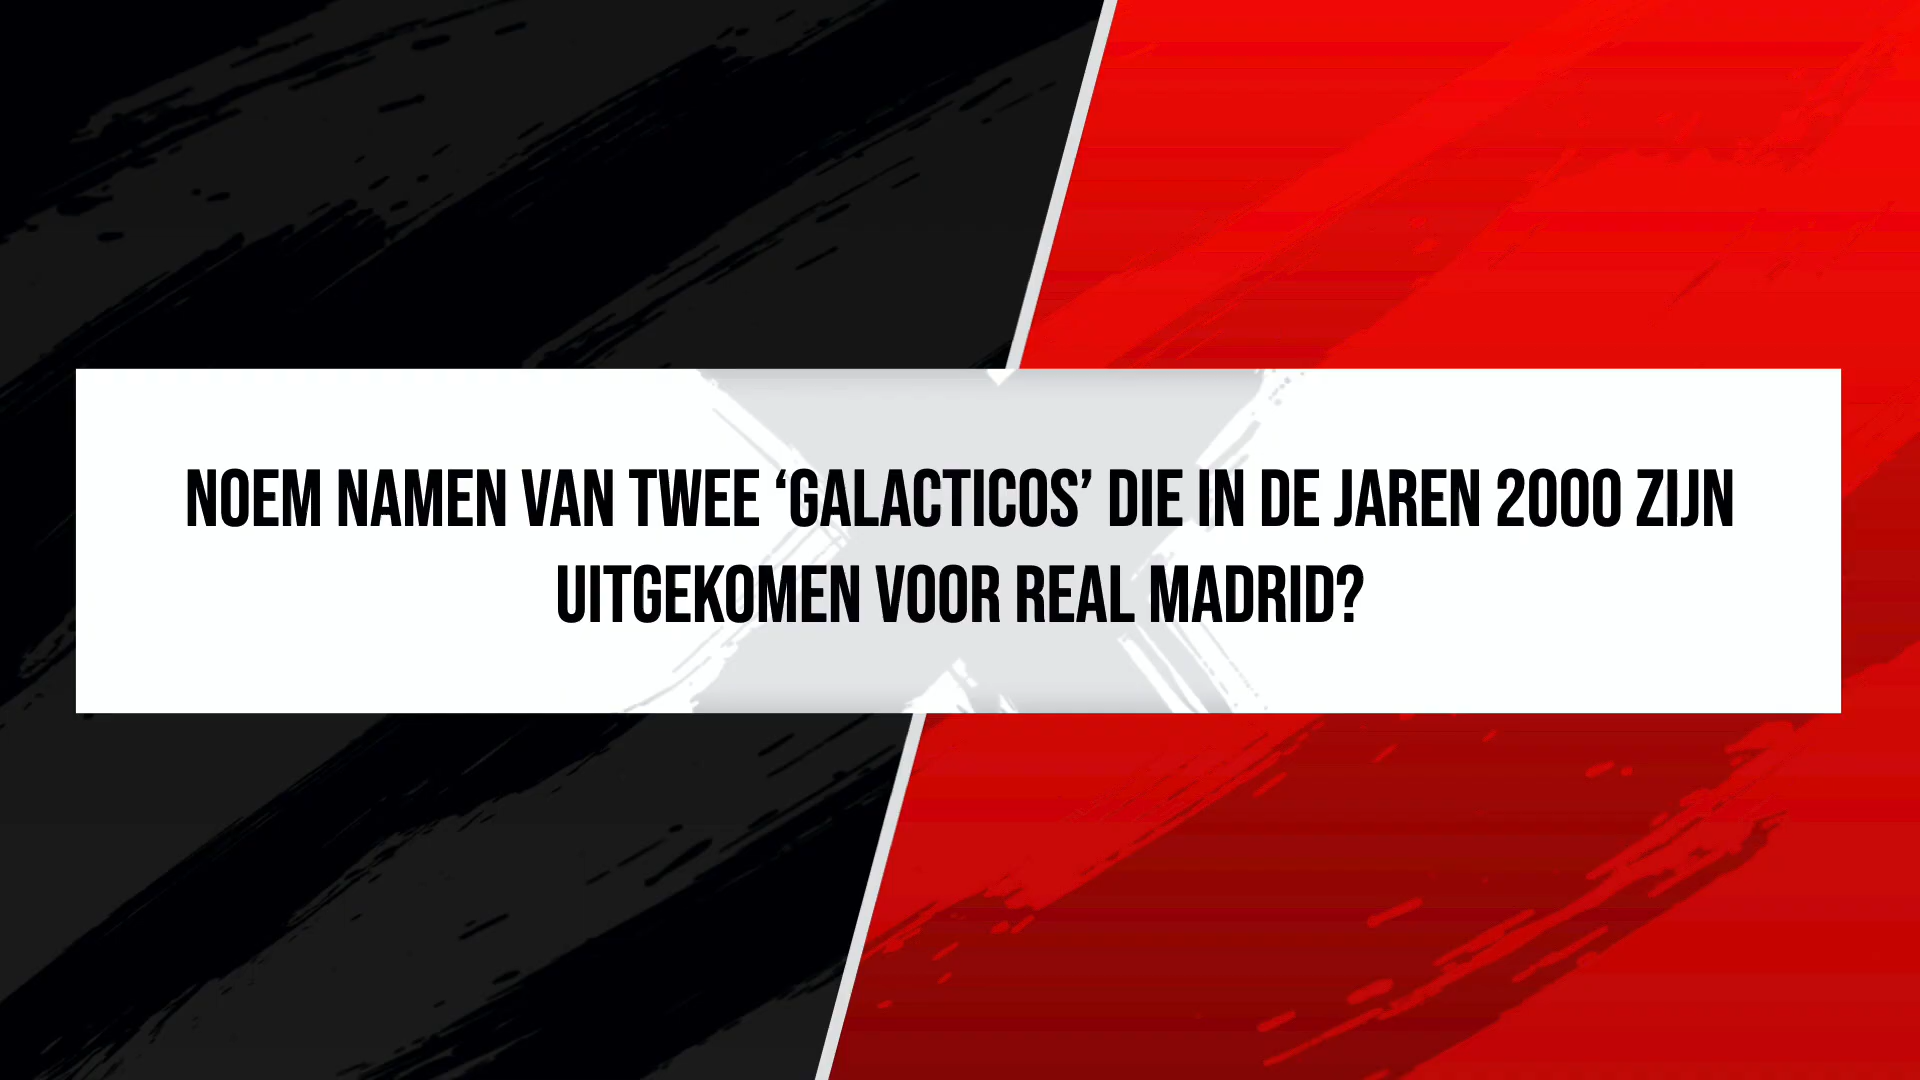 NOEM NAMEN VAN TWEE ‘GALACTICOS’ DIE IN DE JAREN 2000 ZIJN
UITGEKOMEN VOOR REAL MADRID?